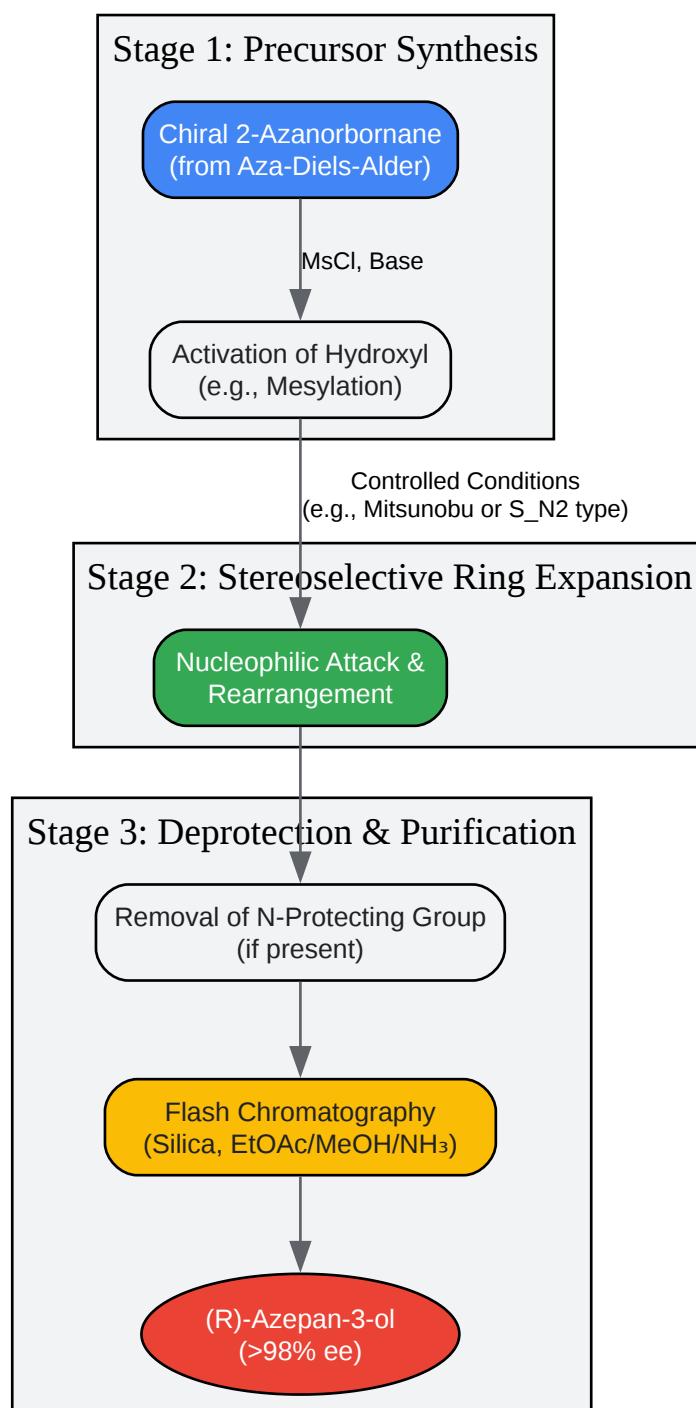 Stage 1: Precursor Synthesis
Chiral 2-Azanorbornane
(from Aza-Diels-Alder)
MsCl, Base
Activation of Hydroxyl
(e.g., Mesylation)
Controlled Conditions
(e.g., Mitsunobu or S_N2 type)
Stage 2: Stereoselective Ring Expansion
Nucleophilic Attack &
Rearrangement
Stage 3: Deprotection & Purification
Removal of N-Protecting Group
(if present)
Flash Chromatography
(Silica, EtOAc/MeOH/NH₃)
(R)-Azepan-3-ol
(>98% ee)